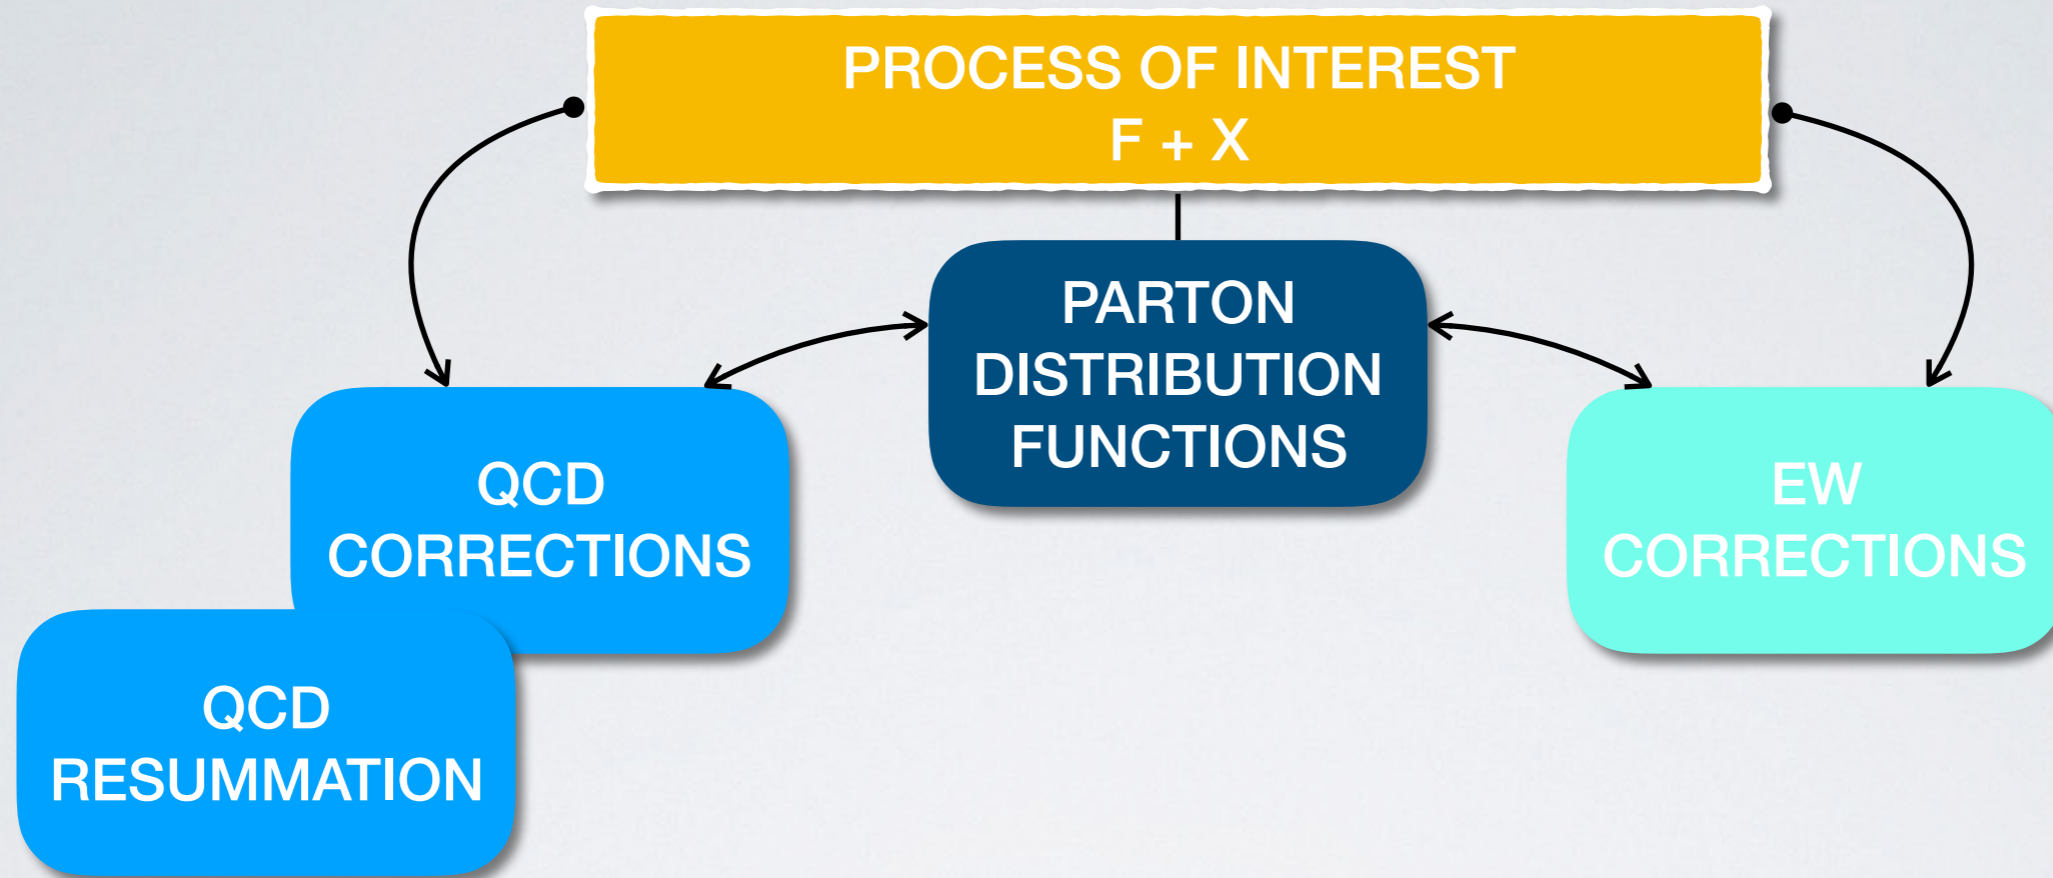 PROCESS OF INTEREST
F + X
PARTON
DISTRIBUTION
FUNCTIONS
QCD
CORRECTIONS
EW
CORRECTIONS
QCD
RESUMMATION